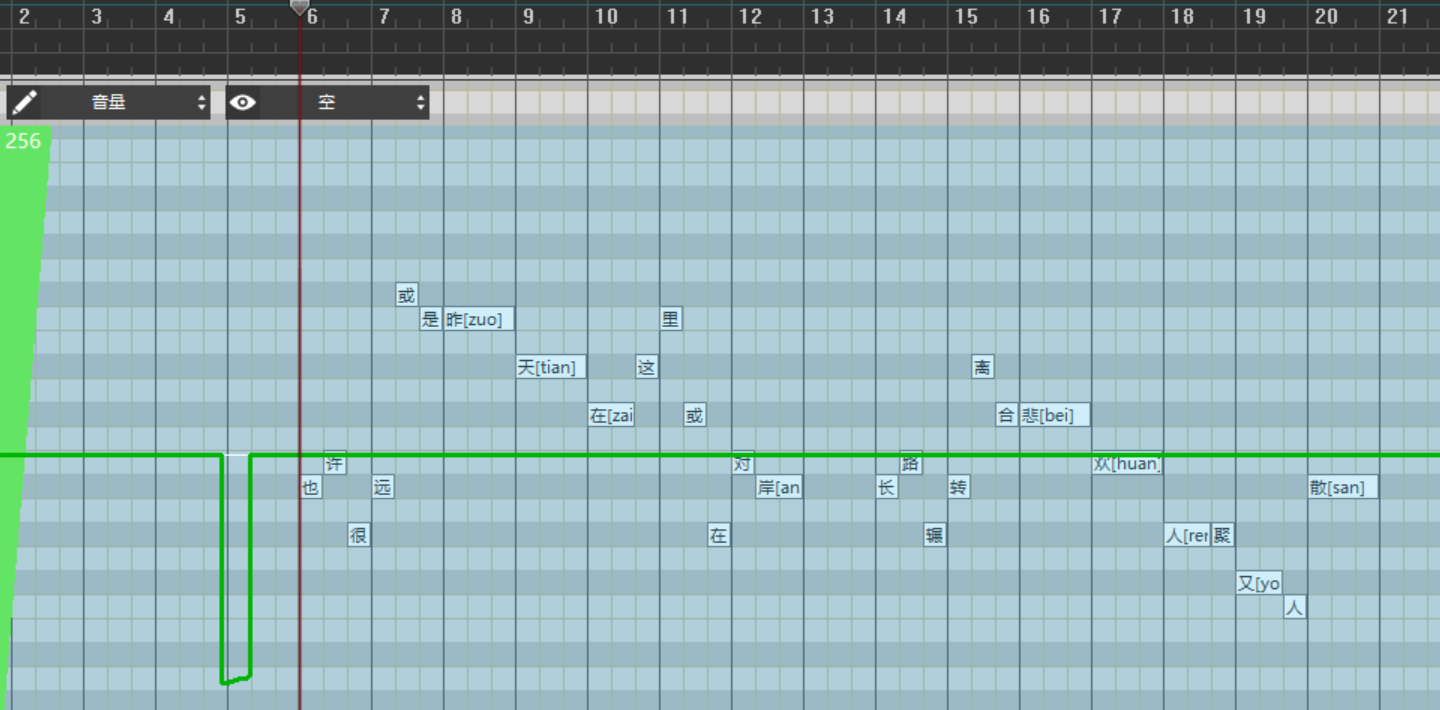 2 3 4 5 6 7 8 9 10 11 12 13 14 15 16 17 18 19 20 21
音量 空
256
或
是 昨[zuo] 里
天[tian] 这 离
在[zai 或 合 悲[bei]
许 对 路 欢[huan]
也 远 岸[an 长 转 散[san]
很 在 辗 人[rer 聚
又[yo
人